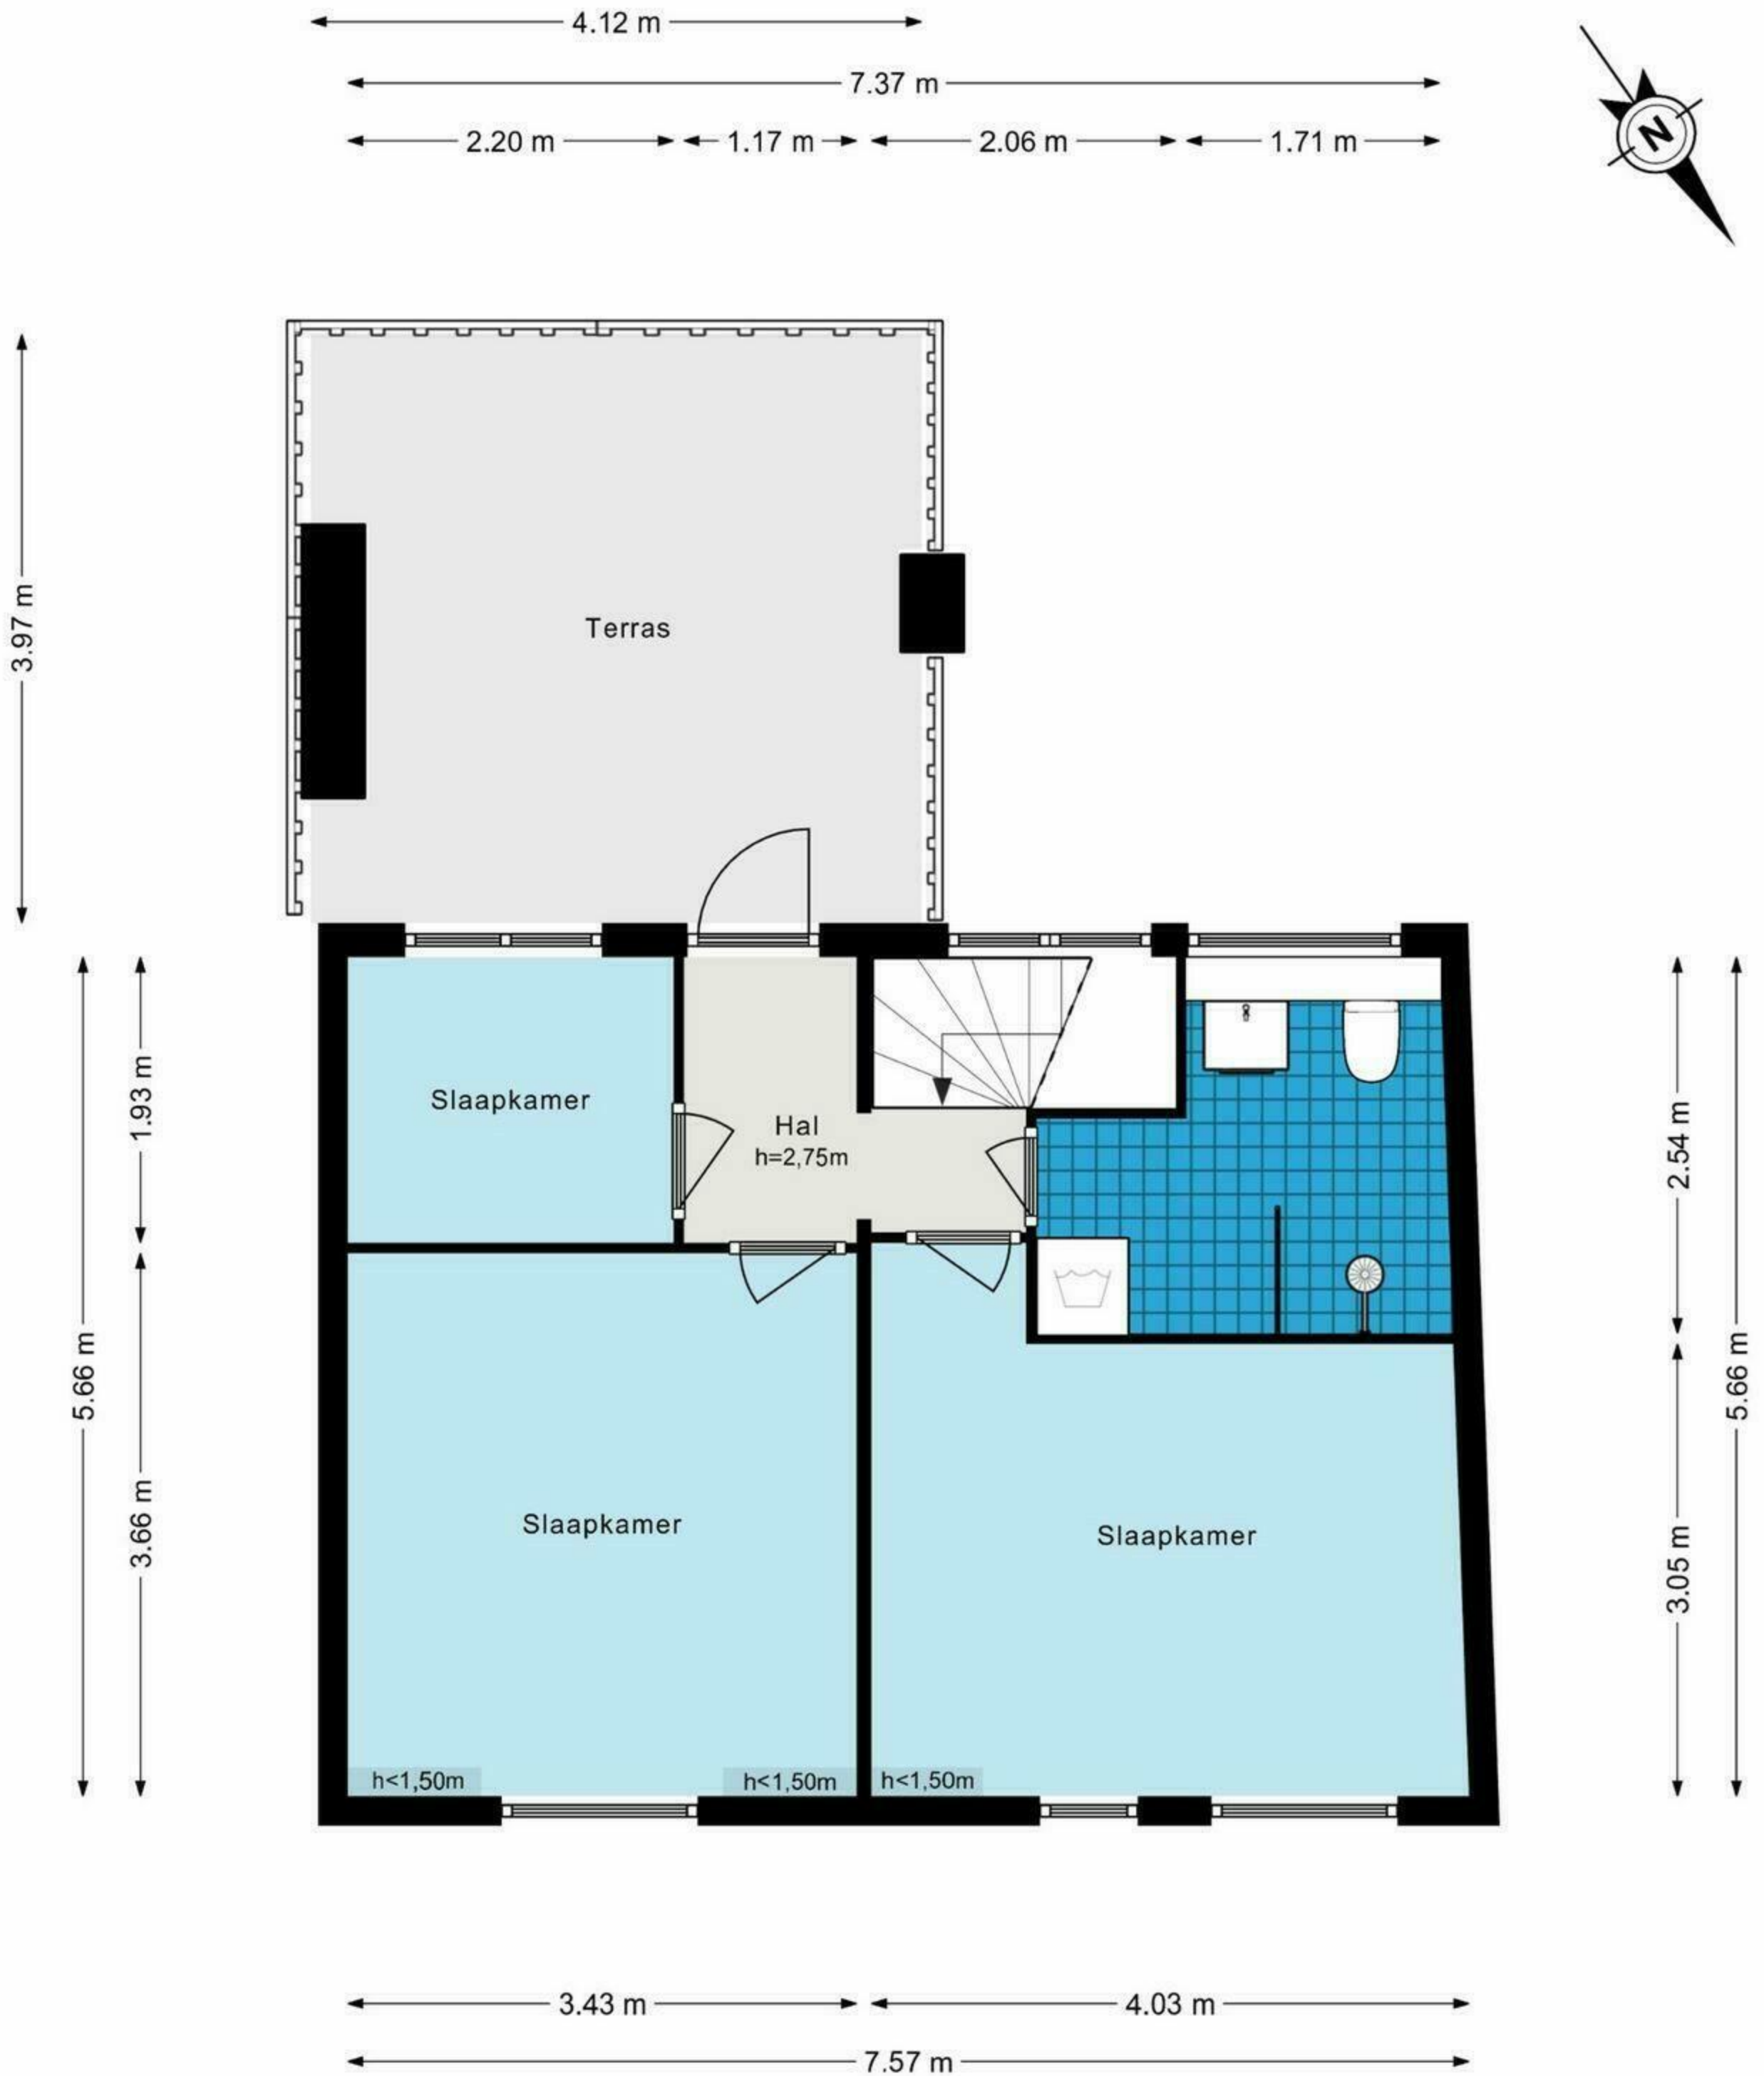 4.12 m
7.37 m
2.20 m
1.17 m
2.06 m
1.71 m
N
3.97 m
Terras
Slaapkamer
Hal
h=2,75m
1.93 m
2.54 m
5.66 m
5.66 m
3.66 m
3.05 m
Slaapkamer
Slaapkamer
h<1,50m
h<1,50m
h<1,50m
3.43 m
4.03 m
7.57 m